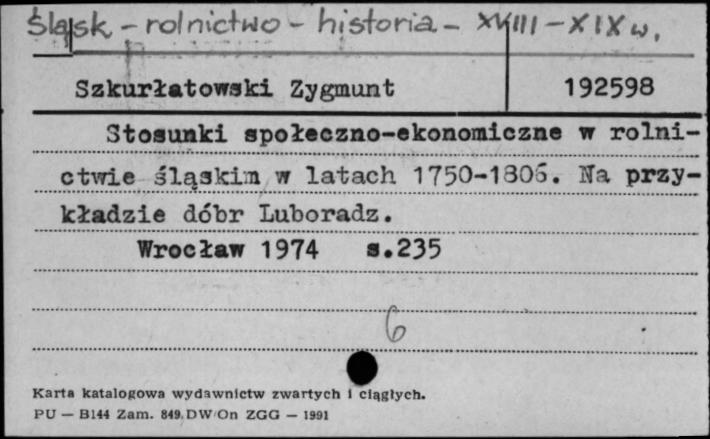 Śląsk - rolnictwo - historia - XVIII - XIX w.
Szkurłatowski Zygmunt 192598
Stosunki społeczno-ekonomiczne w rolni-
ctwie śląskim w latach 1750-1806. Na przy-
kładzie dóbr Luboradz.
Wrocław 1974 s.235
6
Karta katalogowa wydawnictw zwartych i ciągłych.
PU — B144 Zam. 849. DW/On ZGG — 1991